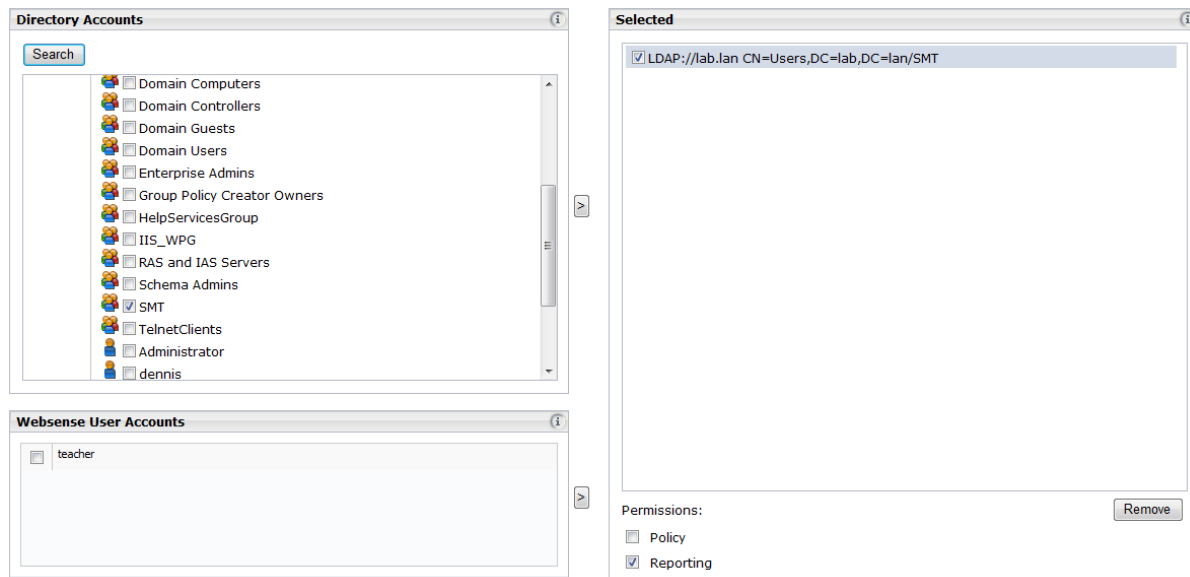 Directory Accounts
Search
Domain Computers
Domain Controllers
Domain Guests
Domain Users
Enterprise Admins
Group Policy Creator Owners
HelpServicesGroup
IIS_WPG
RAS and IAS Servers
Schema Admins
SMT
TelnetClients
Administrator
dennis
Websense User Accounts
teacher
>
>
Selected
LDAP://lab.lan CN=Users,DC=lab,DC=lan/SMT
Permissions:
Remove
Policy
Reporting